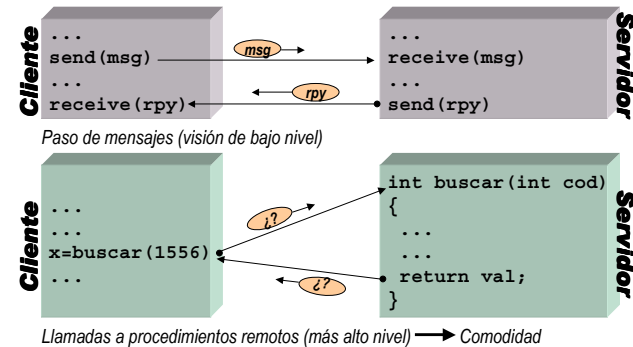 Cliente
...
send(msg)
...
receive(rpy)
msg
rpy
...
receive(msg)
...
send(rpy)
Servidor
Paso de mensajes (visión de bajo nivel)
Cliente
...
...
x=buscar(1556)
...
¿?
¿?
int buscar(int cod)
{
...
...
return val;
}
Servidor
Llamadas a procedimientos remotos (más alto nivel) → Comodidad